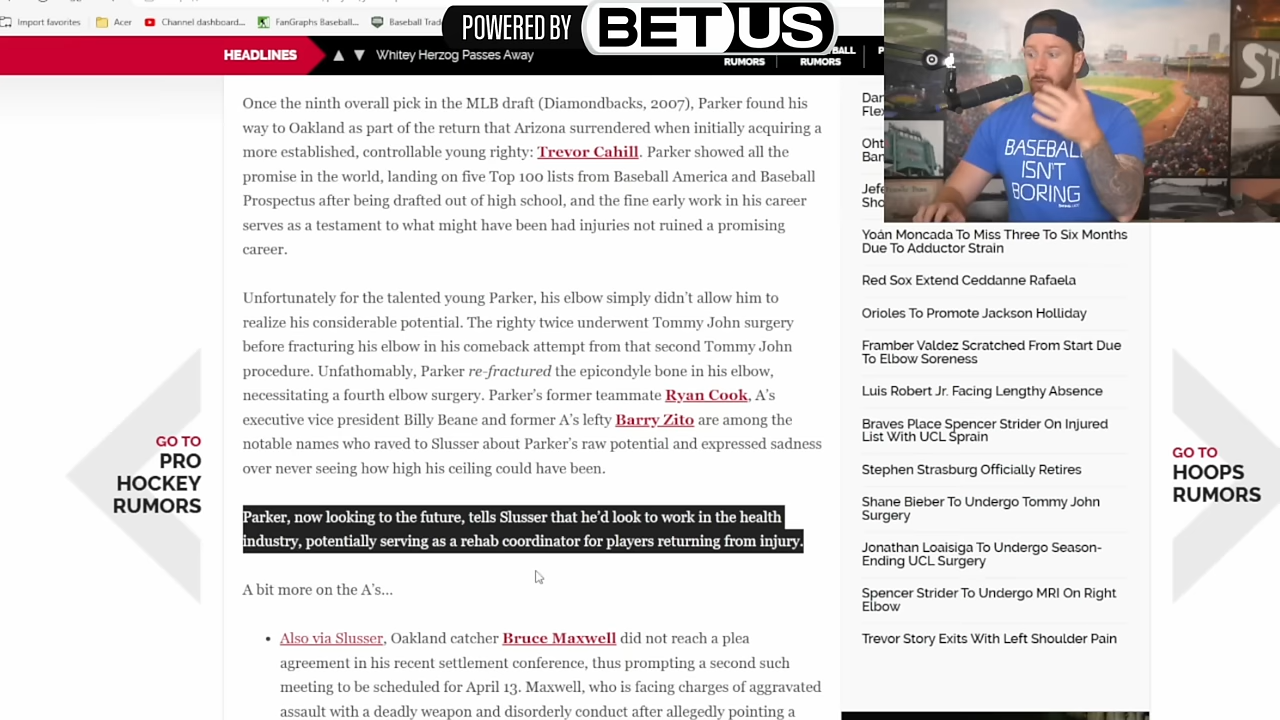 Import favorites
Acer
Channel dashboard...
FanGraphs Baseball...
Baseball
POWERED BY BETUS
HEADLINES
Whitey Herzog Passes Away
RUMORS
RUMORS
Once the ninth overall pick in the MLB draft (Diamondbacks, 2007), Parker found his
way to Oakland as part of the return that Arizona surrendered when initially acquiring a
more established, controllable young righty: Trevor Cahill. Parker showed all the
promise in the world, landing on five Top 100 lists from Baseball America and Baseball
Prospectus after being drafted out of high school, and the fine early work in his career
serves as a testament to what might have been had injuries not ruined a promising
career.
Unfortunately for the talented young Parker, his elbow simply didn't allow him to
realize his considerable potential. The righty twice underwent Tommy John surgery
before fracturing his elbow in his comeback attempt from that second Tommy John
procedure. Unfathomably, Parker re-fractured the epicondyle bone in his elbow,
necessitating a fourth elbow surgery. Parker's former teammate Ryan Cook, A's
executive vice president Billy Beane and former A's lefty Barry Zito are among the
notable names who raved to Slusser about Parker's raw potential and expressed sadness
over never seeing how high his ceiling could have been.
Parker, now looking to the future, tells Slusser that he'd look to work in the health
industry, potentially serving as a rehab coordinator for players returning from injury.
A bit more on the A's...
Also via Slusser, Oakland catcher Bruce Maxwell did not reach a plea
agreement in his recent settlement conference, thus prompting a second such
meeting to be scheduled for April 13. Maxwell, who is facing charges of aggravated
assault with a deadly weapon and disorderly conduct after allegedly pointing a
GO TO
PRO
HOCKEY
RUMORS
BASEBALL
ISN'T
BORING
Yoán Moncada To Miss Three To Six Months
Due To Adductor Strain
Red Sox Extend Ceddanne Rafaela
Orioles To Promote Jackson Holliday
Framber Valdez Scratched From Start Due
To Elbow Soreness
Luis Robert Jr. Facing Lengthy Absence
Braves Place Spencer Strider On Injured
List With UCL Sprain
Stephen Strasburg Officially Retires
Shane Bieber To Undergo Tommy John
Surgery
Jonathan Loaisiga To Undergo Season-
Ending UCL Surgery
Spencer Strider To Undergo MRI On Right
Elbow
Trevor Story Exits With Left Shoulder Pain
GO TO
HOOPS
RUMORS